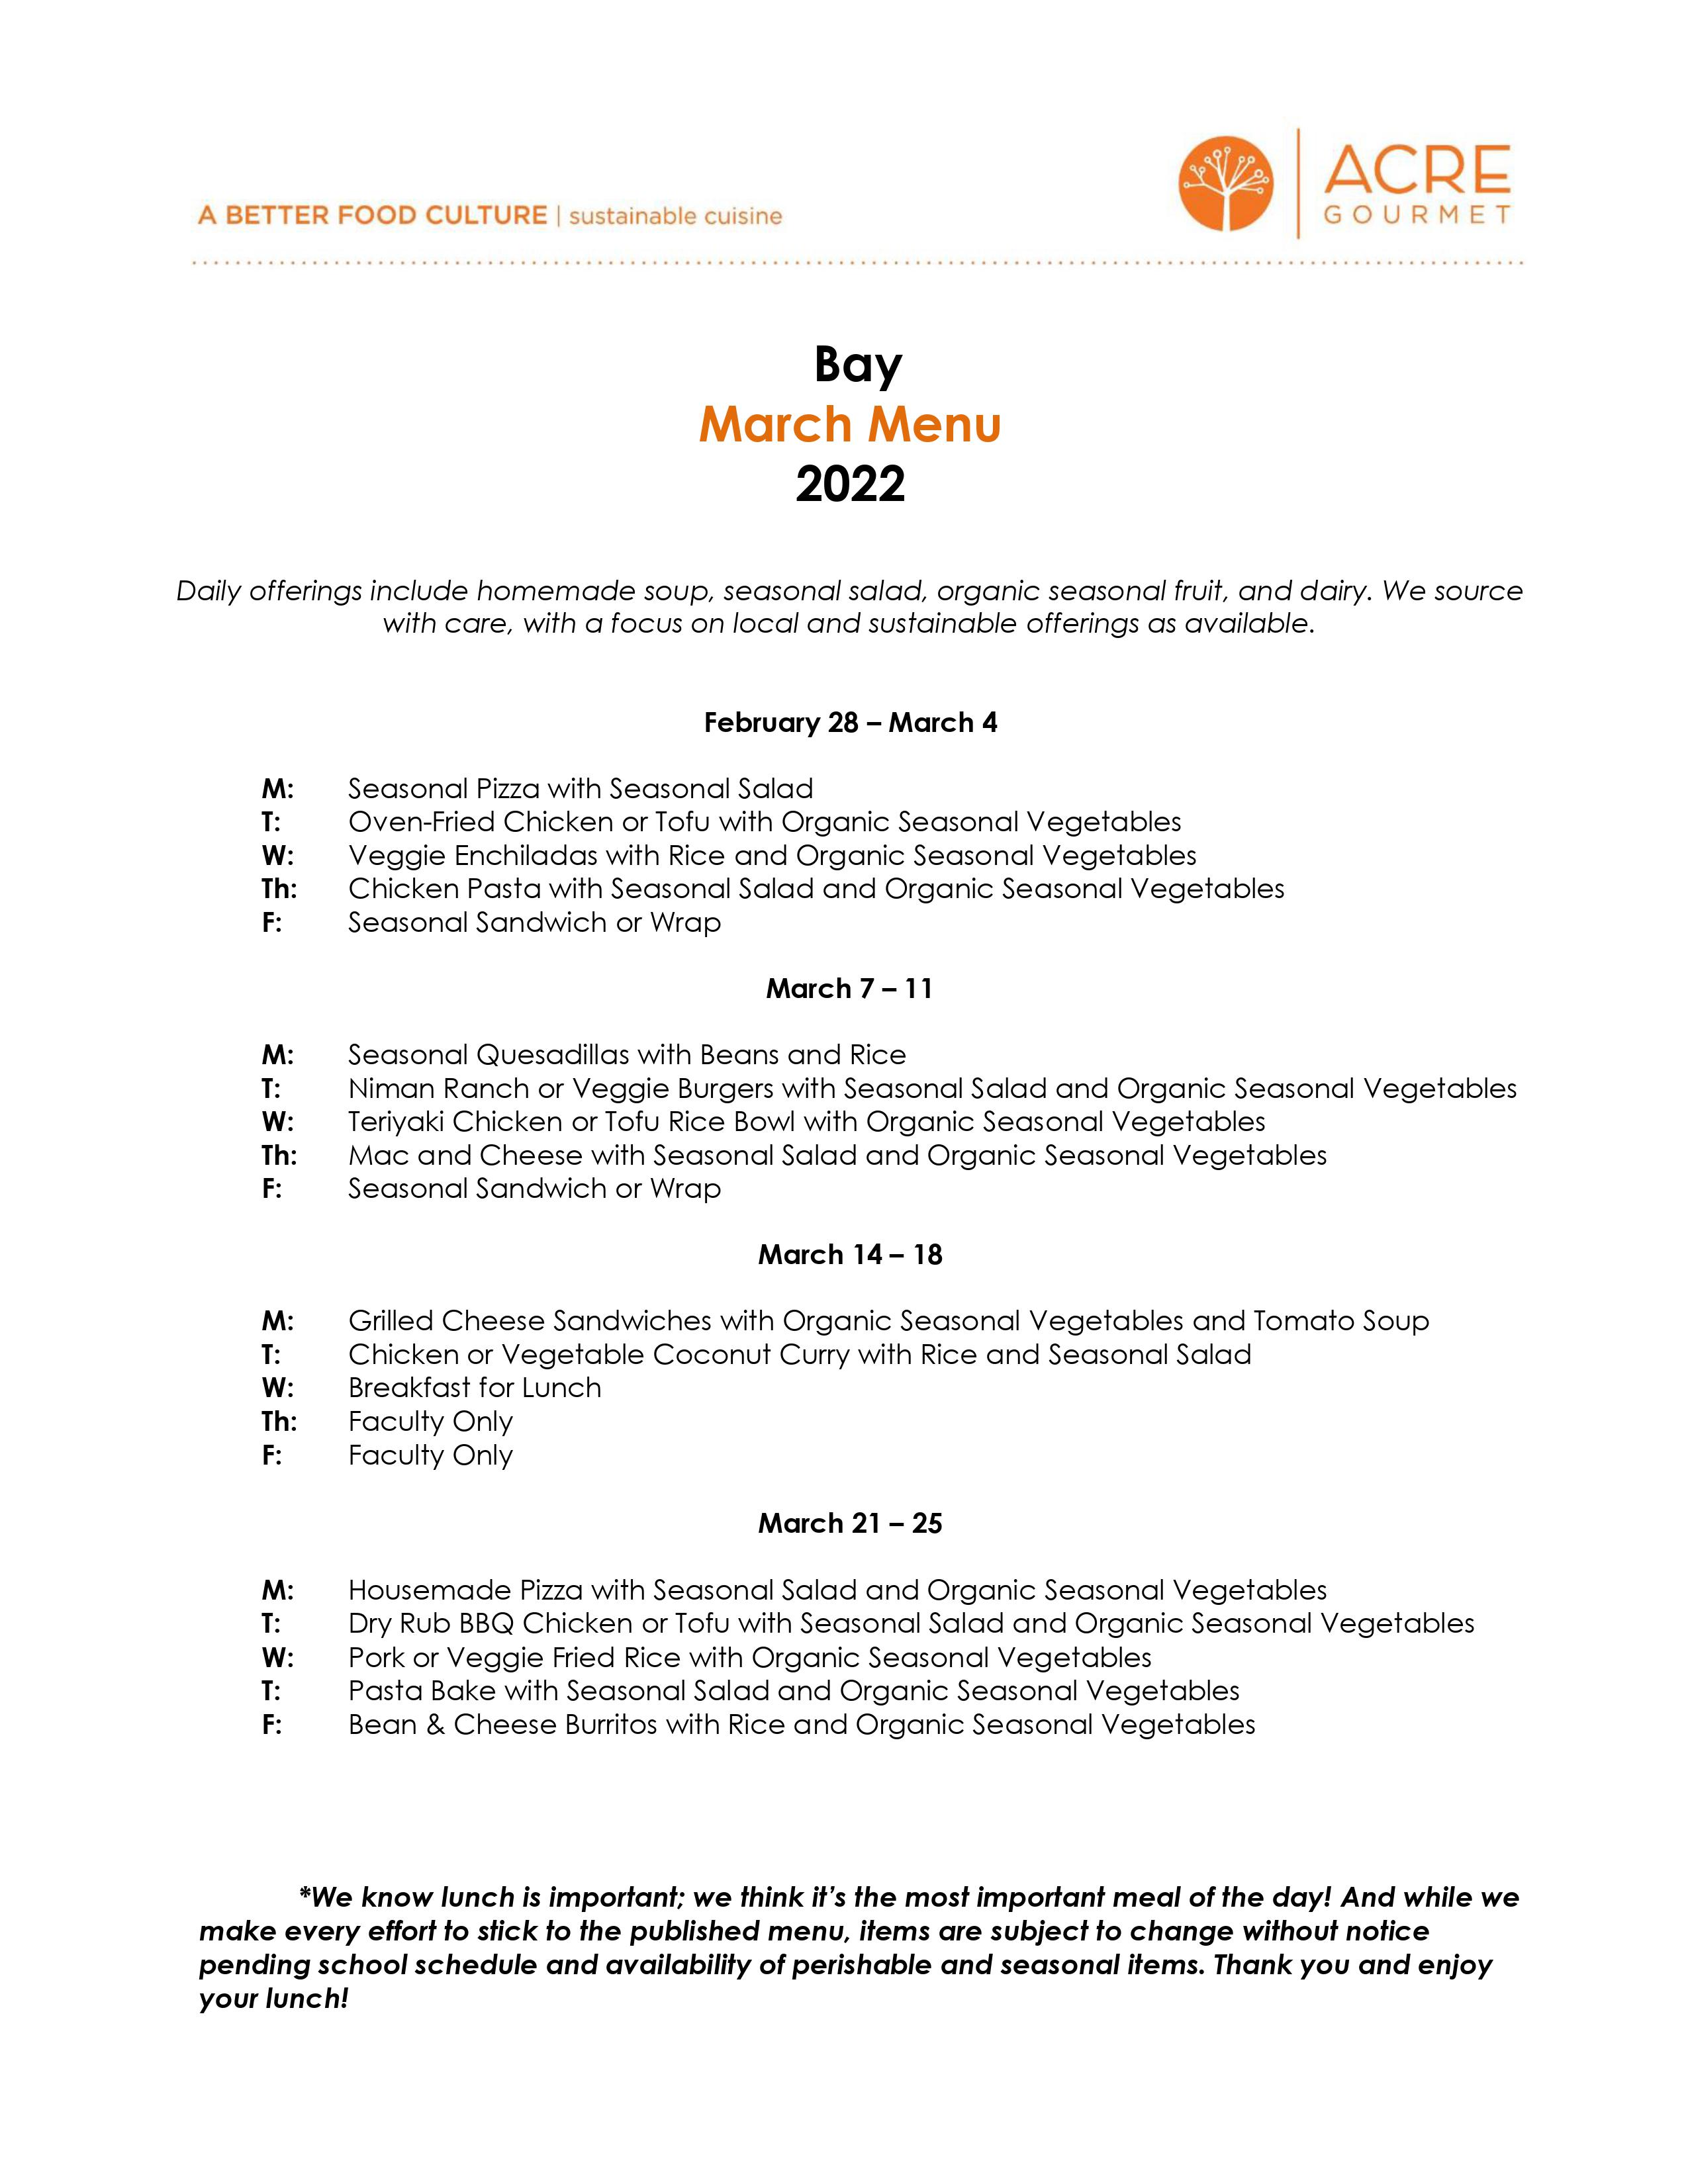 A BETTER FOOD CULTURE | sustainable cuisine
ACRE
GOURMET
Bay
March Menu
2022
Daily offerings include homemade soup, seasonal salad, organic seasonal fruit, and dairy. We source
with care, with a focus on local and sustainable offerings as available.
February 28 – March 4
M: Seasonal Pizza with Seasonal Salad
T: Oven-Fried Chicken or Tofu with Organic Seasonal Vegetables
W: Veggie Enchiladas with Rice and Organic Seasonal Vegetables
Th: Chicken Pasta with Seasonal Salad and Organic Seasonal Vegetables
F: Seasonal Sandwich or Wrap
March 7 – 11
M: Seasonal Quesadillas with Beans and Rice
T: Niman Ranch or Veggie Burgers with Seasonal Salad and Organic Seasonal Vegetables
W: Teriyaki Chicken or Tofu Rice Bowl with Organic Seasonal Vegetables
Th: Mac and Cheese with Seasonal Salad and Organic Seasonal Vegetables
F: Seasonal Sandwich or Wrap
March 14 – 18
M: Grilled Cheese Sandwiches with Organic Seasonal Vegetables and Tomato Soup
T: Chicken or Vegetable Coconut Curry with Rice and Seasonal Salad
W: Breakfast for Lunch
Th: Faculty Only
F: Faculty Only
March 21 – 25
M: Housemade Pizza with Seasonal Salad and Organic Seasonal Vegetables
T: Dry Rub BBQ Chicken or Tofu with Seasonal Salad and Organic Seasonal Vegetables
W: Pork or Veggie Fried Rice with Organic Seasonal Vegetables
T: Pasta Bake with Seasonal Salad and Organic Seasonal Vegetables
F: Bean & Cheese Burritos with Rice and Organic Seasonal Vegetables
*We know lunch is important; we think it’s the most important meal of the day! And while we
make every effort to stick to the published menu, items are subject to change without notice
pending school schedule and availability of perishable and seasonal items. Thank you and enjoy
your lunch!